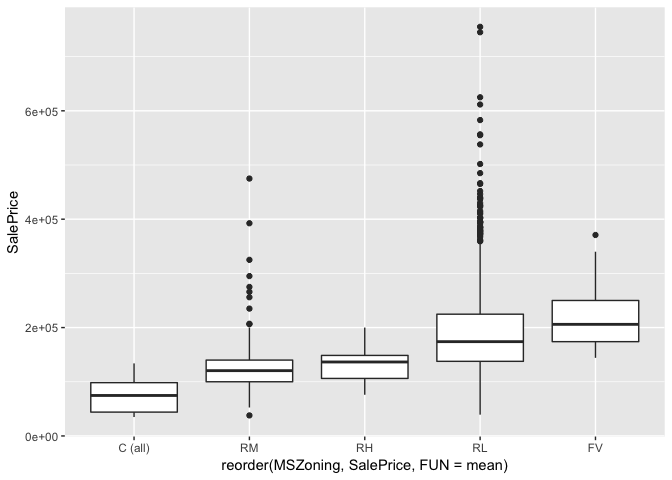 6e+05
4e+05
SalePrice
2e+05
0e+00
C (all) RM RH RL FV
reorder(MSZoning, SalePrice, FUN = mean)